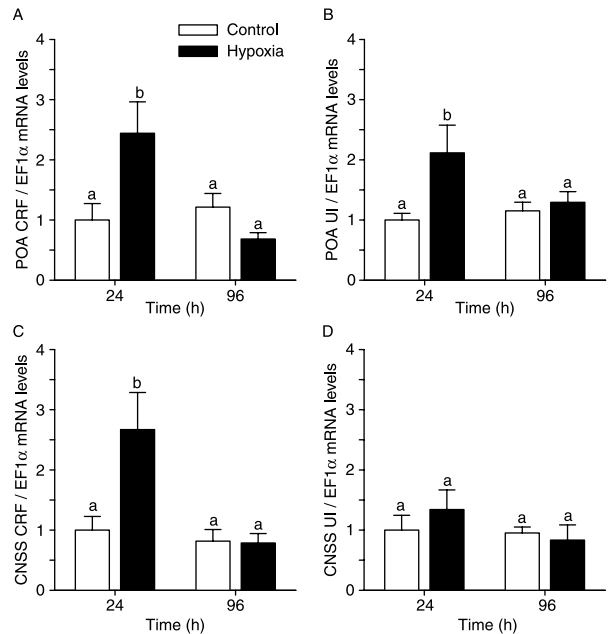 A
Control
Hypoxia
POA CRF / EF1α mRNA levels
4
3
2
1
0
a
b
a
a
24
96
Time (h)
B
POA UI / EF1α mRNA levels
4
3
2
1
0
a
b
a
a
24
96
Time (h)
C
CNSS CRF / EF1α mRNA levels
4
3
2
1
0
a
b
a
a
24
96
Time (h)
D
CNSS UI / EF1α mRNA levels
4
3
2
1
0
a
a
a
a
24
96
Time (h)